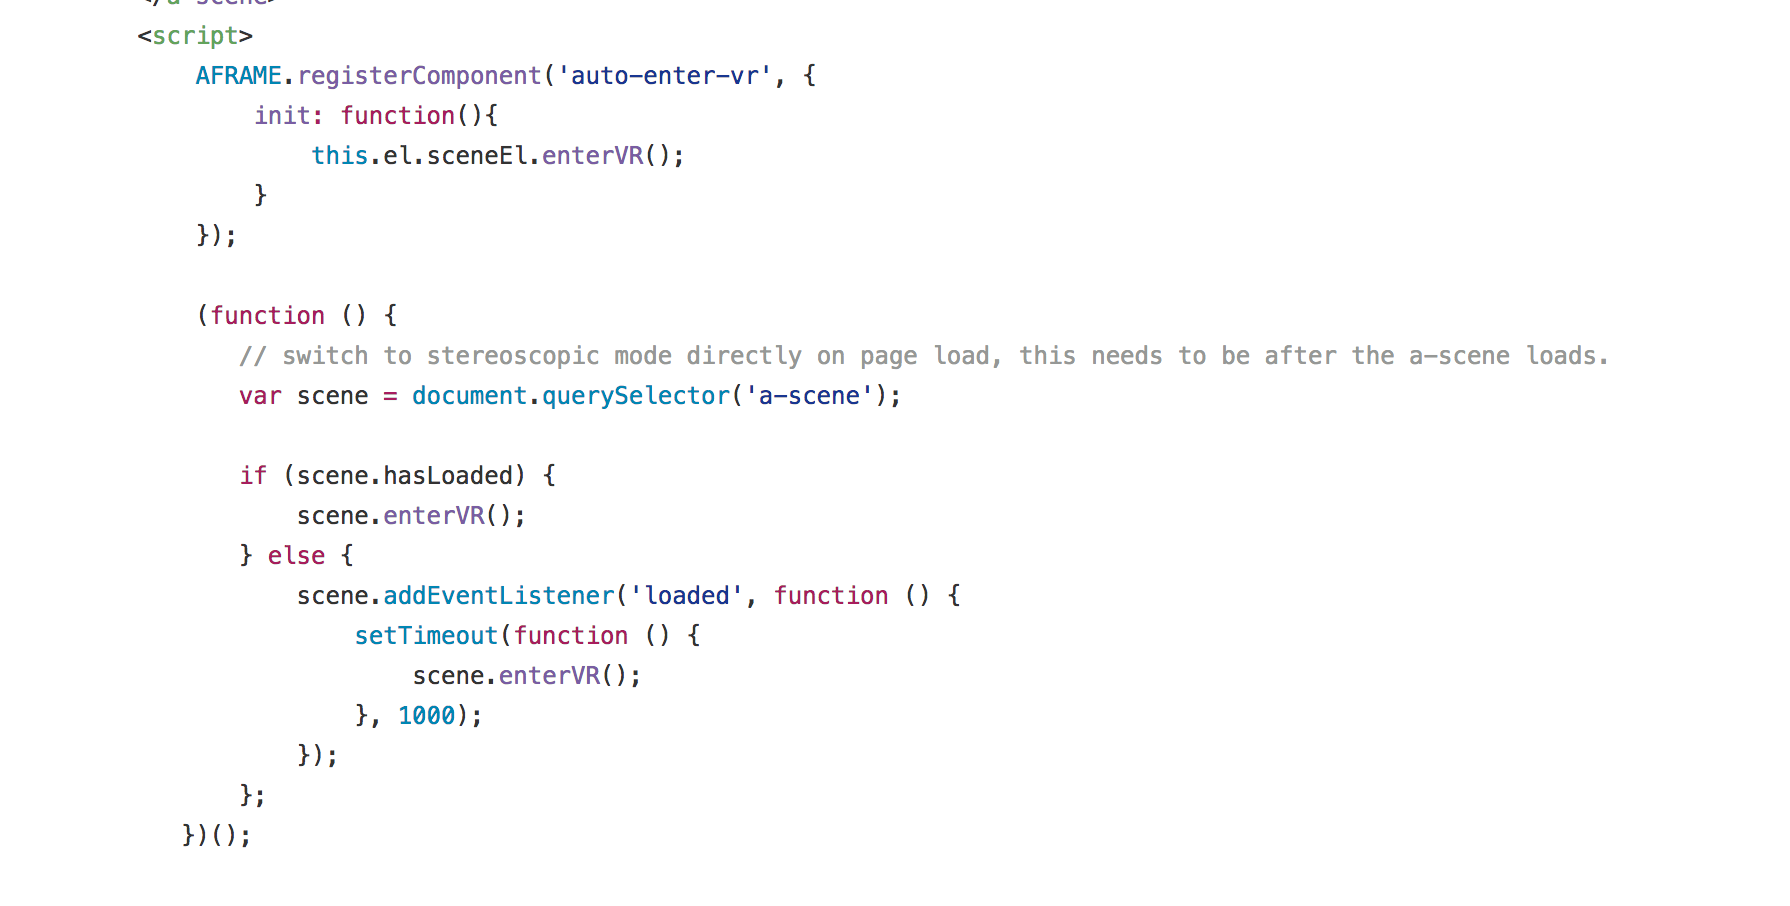 </a-scene>
<script>
AFRAME.registerComponent('auto-enter-vr', {
init: function(){
this.el.sceneEl.enterVR();
}
});
(function () {
// switch to stereoscopic mode directly on page load, this needs to be after the a-scene loads.
var scene = document.querySelector('a-scene');
if (scene.hasLoaded) {
scene.enterVR();
} else {
scene.addEventListener('loaded', function () {
setTimeout(function () {
scene.enterVR();
}, 1000);
});
};
})();